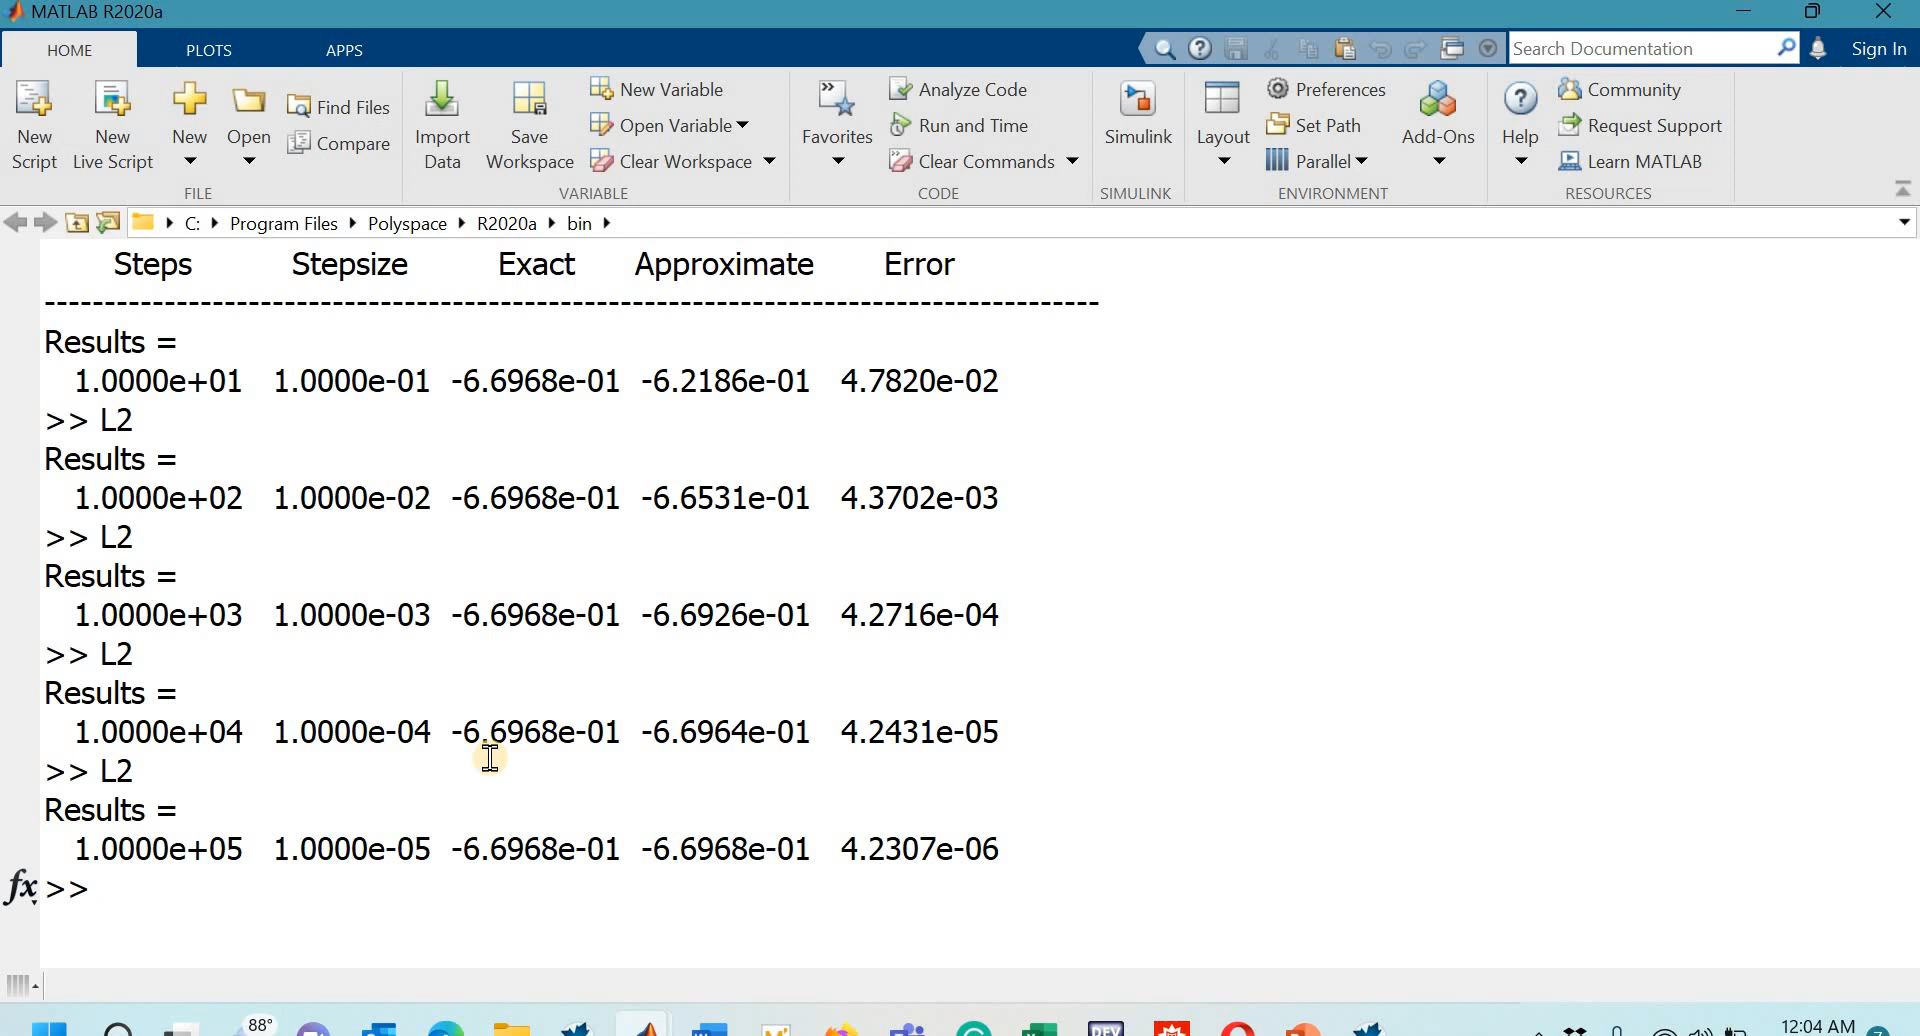 MATLAB R2020a
HOME PLOTS APPS
Search Documentation
Sign In
New Script
New Live Script
New
Open
Find Files
Compare
FILE
Import Data
Save Workspace
New Variable
Open Variable
Clear Workspace
VARIABLE
Favorites
Analyze Code
Run and Time
Clear Commands
CODE
Simulink
SIMULINK
Layout
Preferences
Set Path
Parallel
Add-Ons
ENVIRONMENT
Help
Community
Request Support
Learn MATLAB
RESOURCES
C: Program Files Polyspace R2020a bin
Steps Stepsize Exact Approximate Error
----------------------------------------------------------------------------------------
Results =
1.0000e+01 1.0000e-01 -6.6968e-01 -6.2186e-01 4.7820e-02
>> L2
Results =
1.0000e+02 1.0000e-02 -6.6968e-01 -6.6531e-01 4.3702e-03
>> L2
Results =
1.0000e+03 1.0000e-03 -6.6968e-01 -6.6926e-01 4.2716e-04
>> L2
Results =
1.0000e+04 1.0000e-04 -6.6968e-01 -6.6964e-01 4.2431e-05
>> L2
Results =
1.0000e+05 1.0000e-05 -6.6968e-01 -6.6968e-01 4.2307e-06
fx >>
88°
DEV
12:04 AM